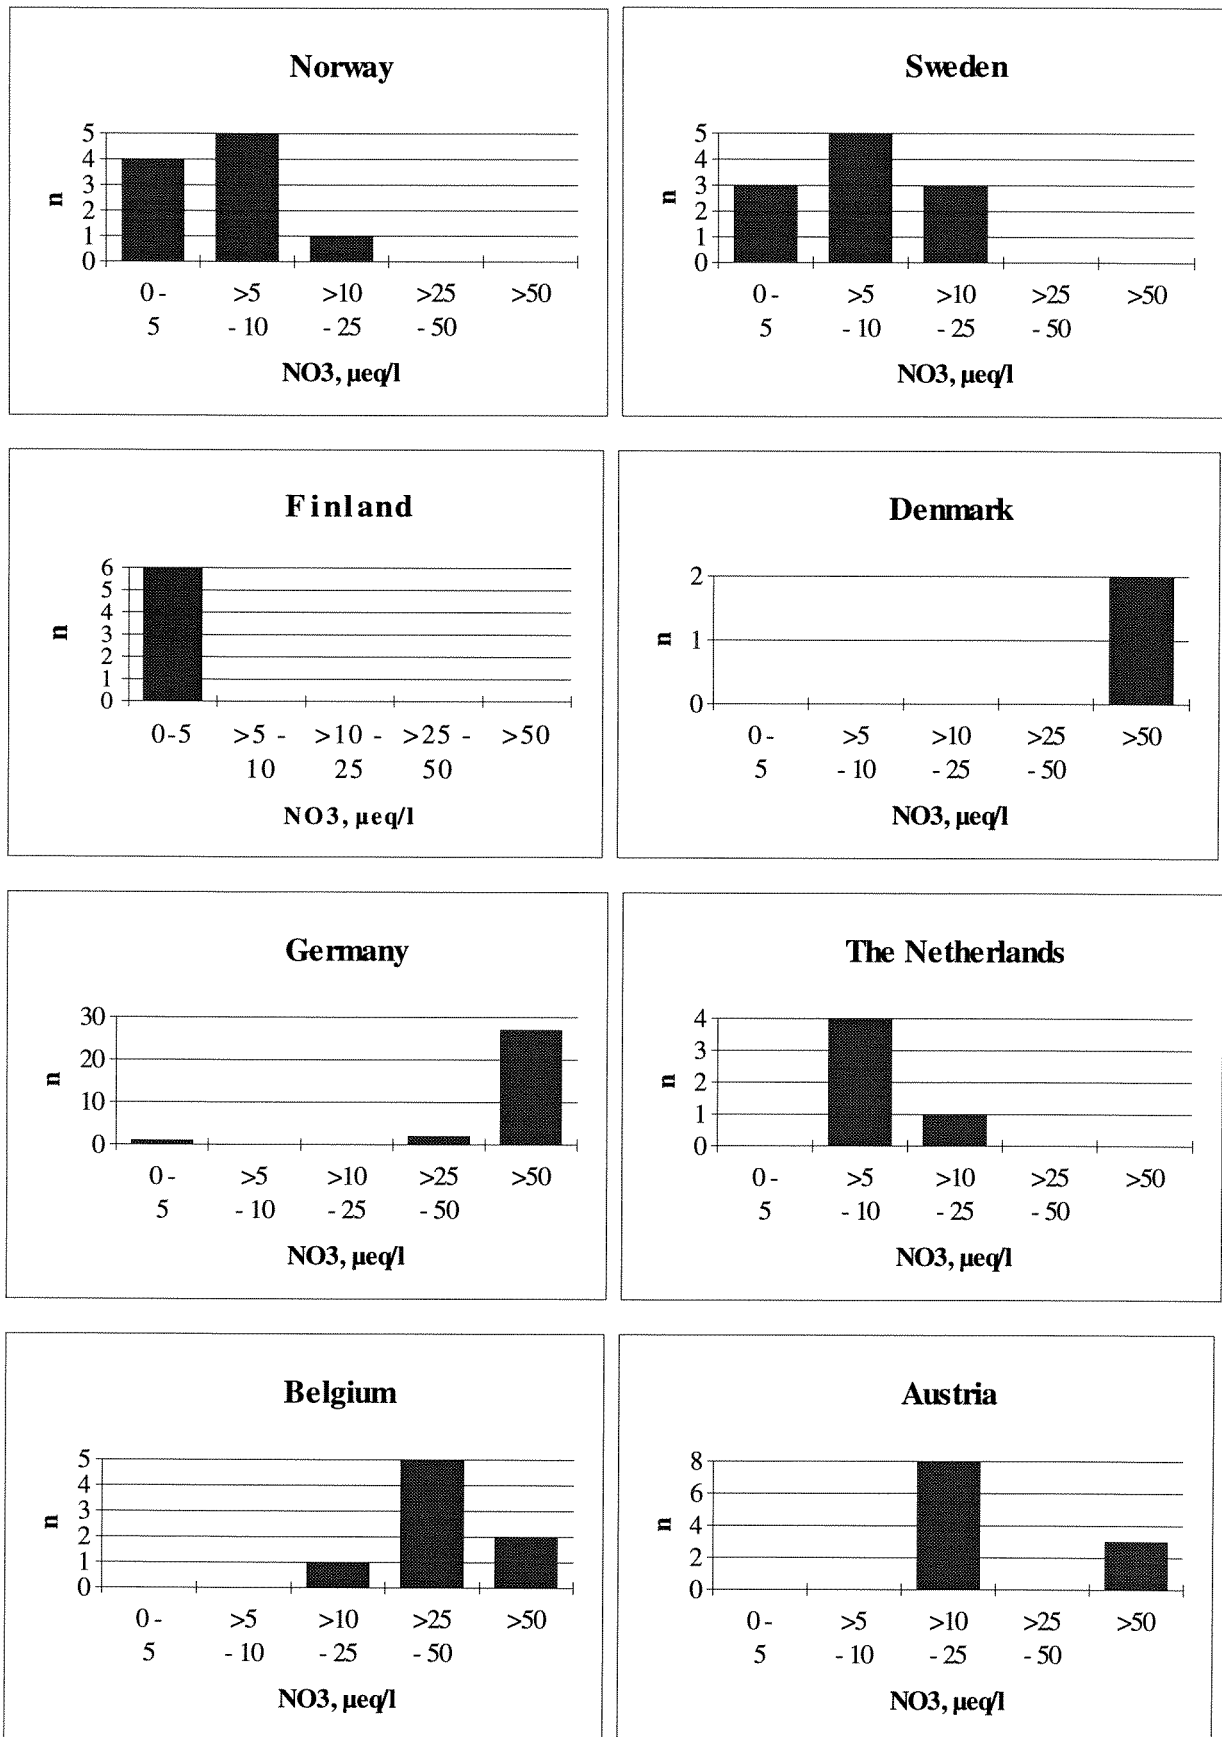 Norway
5
4
3
2
1
0
n
0 - >5 >10 >25 >50
5 - 10 - 25 - 50
NO3, µeq/l
Sweden
5
4
3
2
1
0
n
0 - >5 >10 >25 >50
5 - 10 - 25 - 50
NO3, µeq/l
Finland
6
5
4
3
2
1
0
n
0-5 >5 - >10 - >25 - >50
10 25 50
NO3, µeq/l
Denmark
2
1
0
n
0 - >5 >10 >25 >50
5 - 10 - 25 - 50
NO3, µeq/l
Germany
30
20
10
0
n
0 - >5 >10 >25 >50
5 - 10 - 25 - 50
NO3, µeq/l
The Netherlands
4
3
2
1
0
n
0 - >5 >10 >25 >50
5 - 10 - 25 - 50
NO3, µeq/l
Belgium
5
4
3
2
1
0
n
0 - >5 >10 >25 >50
5 - 10 - 25 - 50
NO3, µeq/l
Austria
8
6
4
2
0
n
0 - >5 >10 >25 >50
5 - 10 - 25 - 50
NO3, µeq/l